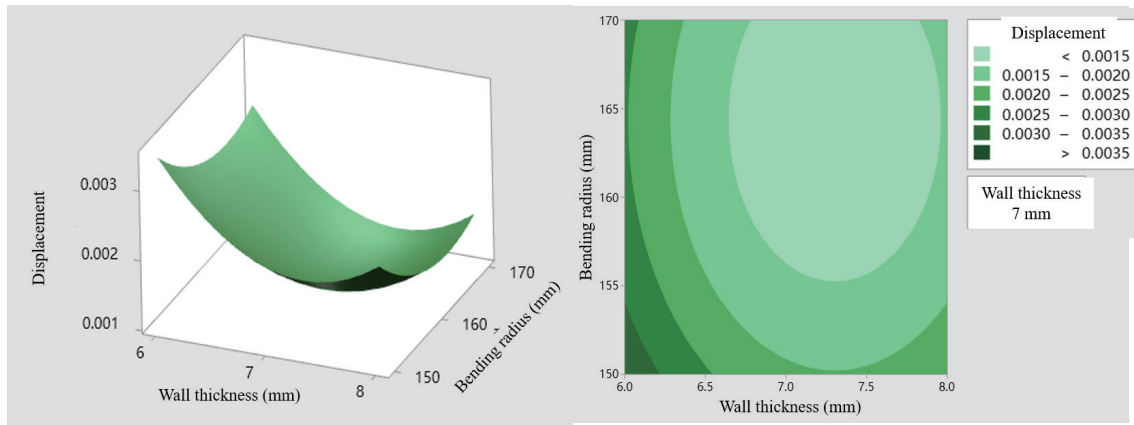 0.003
0.002
0.001
Displacement
6
7
8
Wall thickness (mm)
150
160
170
Bending radius (mm)
170
165
160
155
150
Bending radius (mm)
6.0
6.5
7.0
7.5
8.0
Wall thickness (mm)
Displacement
< 0.0015
0.0015 – 0.0020
0.0020 – 0.0025
0.0025 – 0.0030
0.0030 – 0.0035
> 0.0035
Wall thickness
7 mm